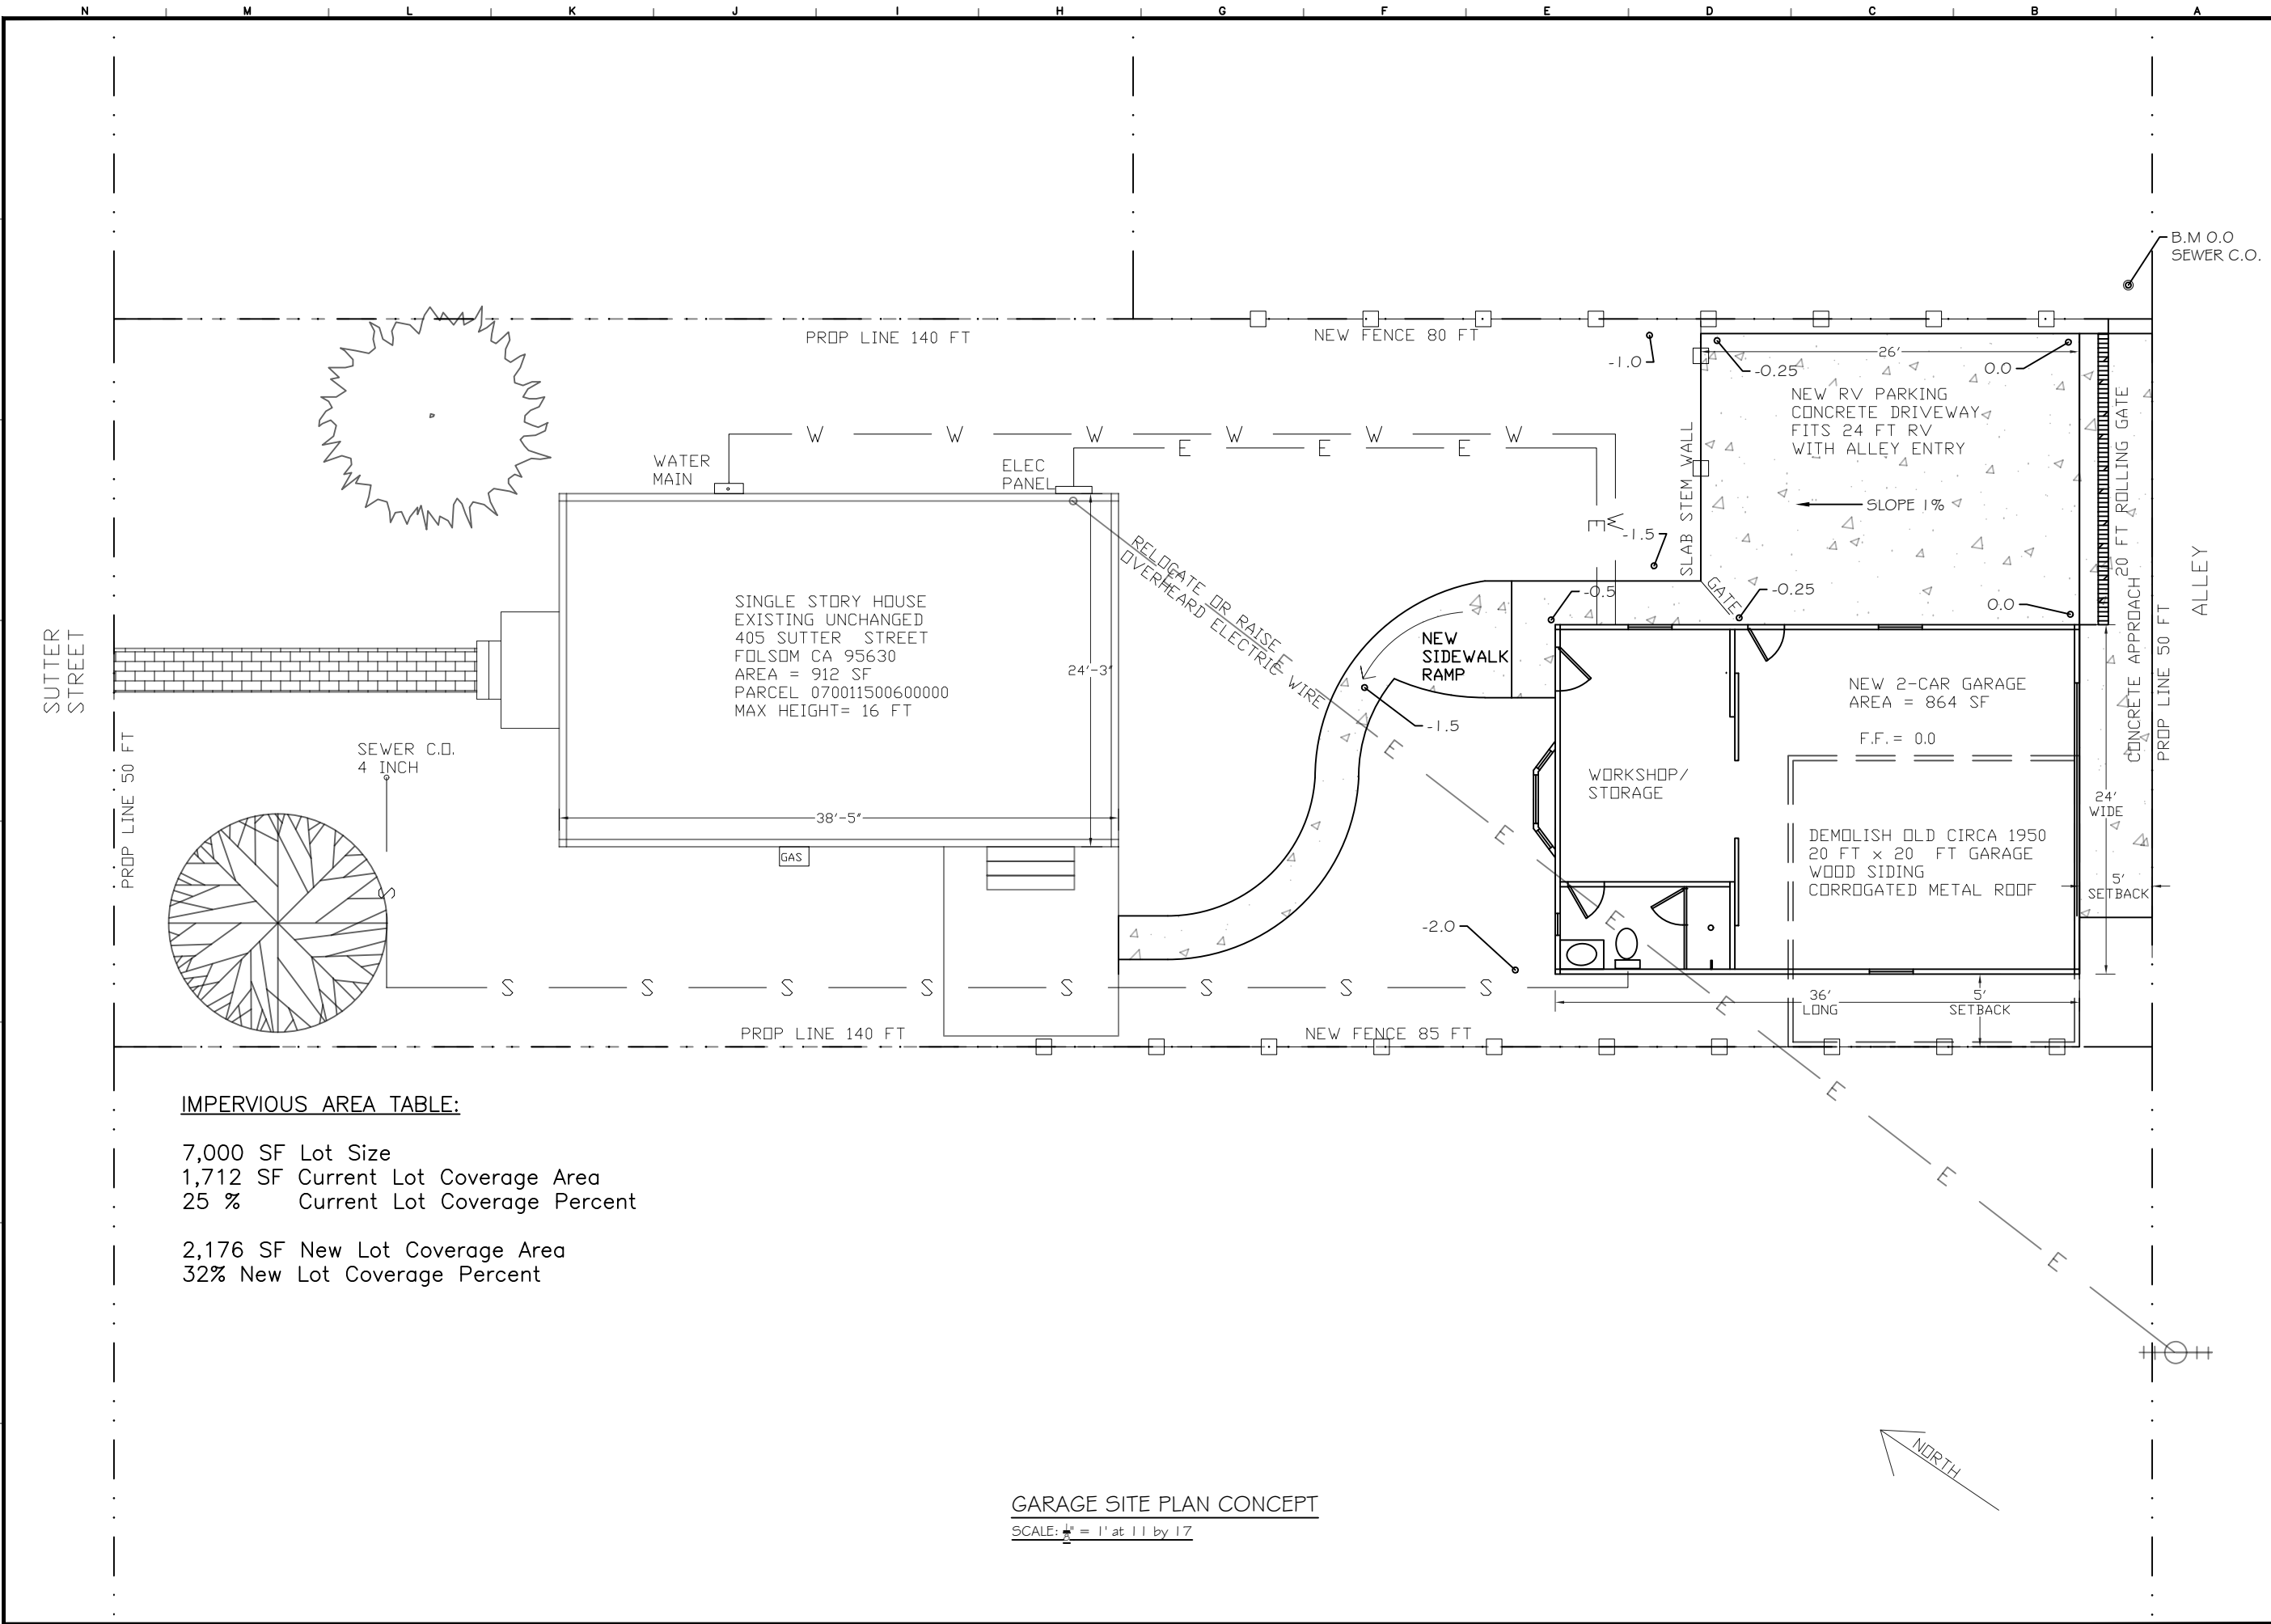 N M L K J I H G F E D C B A
B.M 0.0
SEWER C.O.
PROP LINE 140 FT
NEW FENCE 80 FT
-1.0
-0.25
26'
0.0
NEW RV PARKING
CONCRETE DRIVEWAY
FITS 24 FT RV
WITH ALLEY ENTRY
SLOPE 1%
20 FT ROLLING GATE
CONCRETE APPROACH
PROP LINE 50 FT
ALLEY
WATER
MAIN
W W W W W W
ELEC
PANEL
E E E
E
W
SLAB STEM WALL
-1.5
GATE
-0.25
0.0
-0.5
RELOCATE OR RAISE
OVERHEARD ELECTRIC WIRE
SUTTER
STREET
SINGLE STORY HOUSE
EXISTING UNCHANGED
405 SUTTER STREET
FOLSOM CA 95630
AREA = 912 SF
PARCEL 070011500600000
MAX HEIGHT= 16 FT
24'-3"
38'-5"
GAS
NEW
SIDEWALK
RAMP
-1.5
NEW 2-CAR GARAGE
AREA = 864 SF
F.F.= 0.0
WORKSHOP/
STORAGE
DEMOLISH OLD CIRCA 1950
20 FT x 20 FT GARAGE
WOOD SIDING
CORROGATED METAL ROOF
24'
WIDE
5'
SETBACK
SEWER C.O.
4 INCH
PROP LINE 50 FT
S
-2.0
S S S S S S S S
36'
LONG
5'
SETBACK
PROP LINE 140 FT
NEW FENCE 85 FT
E E E E E E E E E
IMPERVIOUS AREA TABLE:
7,000 SF Lot Size
1,712 SF Current Lot Coverage Area
25 % Current Lot Coverage Percent
2,176 SF New Lot Coverage Area
32% New Lot Coverage Percent
NORTH
GARAGE SITE PLAN CONCEPT
SCALE: = 1' at 11 by 17